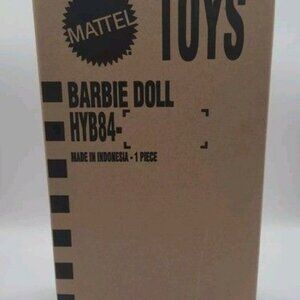 MATTEL
TOYS
BARBIE DOLL
HYB84-
MADE IN INDONESIA - 1 PIECE